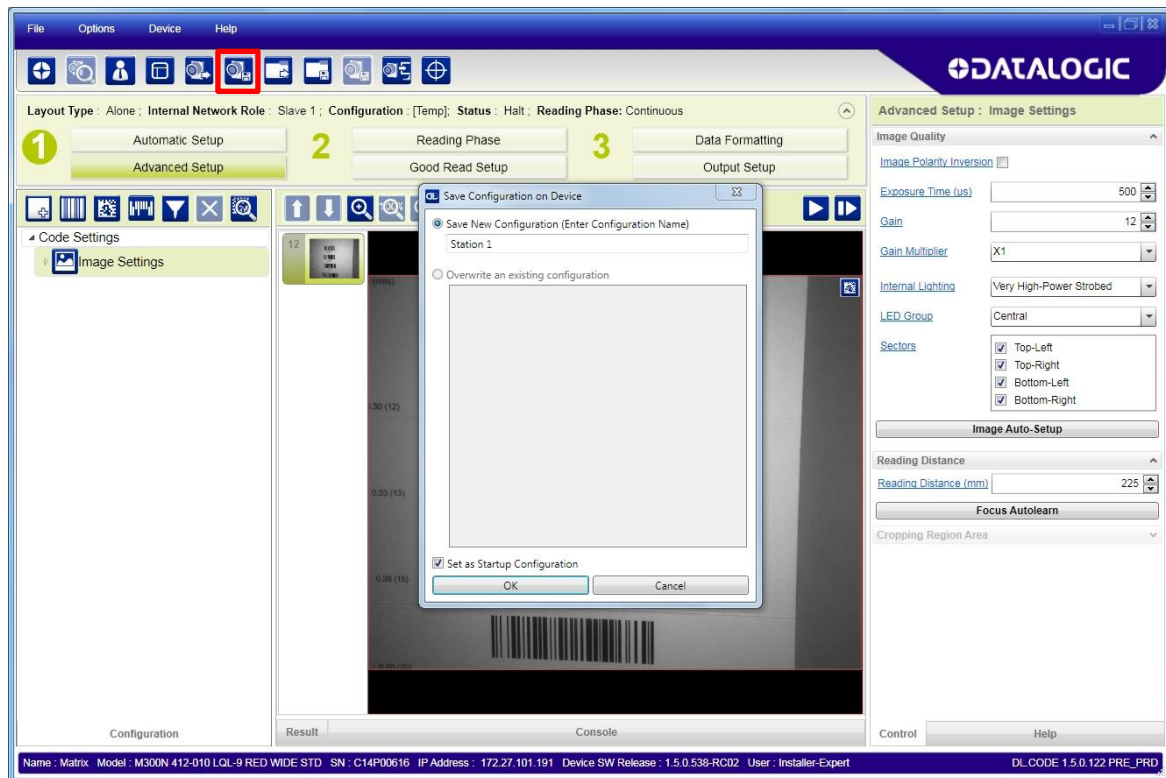 File Options Device Help
DATALOGIC
Layout Type : Alone ; Internal Network Role : Slave 1 ; Configuration : [Temp]; Status : Halt ; Reading Phase: Continuous
1 Automatic Setup 2 Reading Phase 3 Data Formatting
Advanced Setup Good Read Setup Output Setup
Code Settings
Image Settings
12
Save Configuration on Device
Save New Configuration (Enter Configuration Name)
Station 1
Overwrite an existing configuration
Set as Startup Configuration
OK Cancel
(mils)
0.30 (12)
0.33 (13)
0.38 (15)
Advanced Setup : Image Settings
Image Quality
Image Polarity Inversion
Exposure Time (us) 500
Gain 12
Gain Multiplier X1
Internal Lighting Very High-Power Strobed
LED Group Central
Sectors Top-Left
Top-Right
Bottom-Left
Bottom-Right
Image Auto-Setup
Reading Distance
Reading Distance (mm) 225
Focus Autolearn
Cropping Region Area
Configuration Result Console Control Help
Name : Matrix Model : M300N 412-010 LQL-9 RED WIDE STD SN : C14P00616 IP Address : 172.27.101.191 Device SW Release : 1.5.0.538-RC02 User : Installer-Expert DL.CODE 1.5.0.122 PRE_PRD